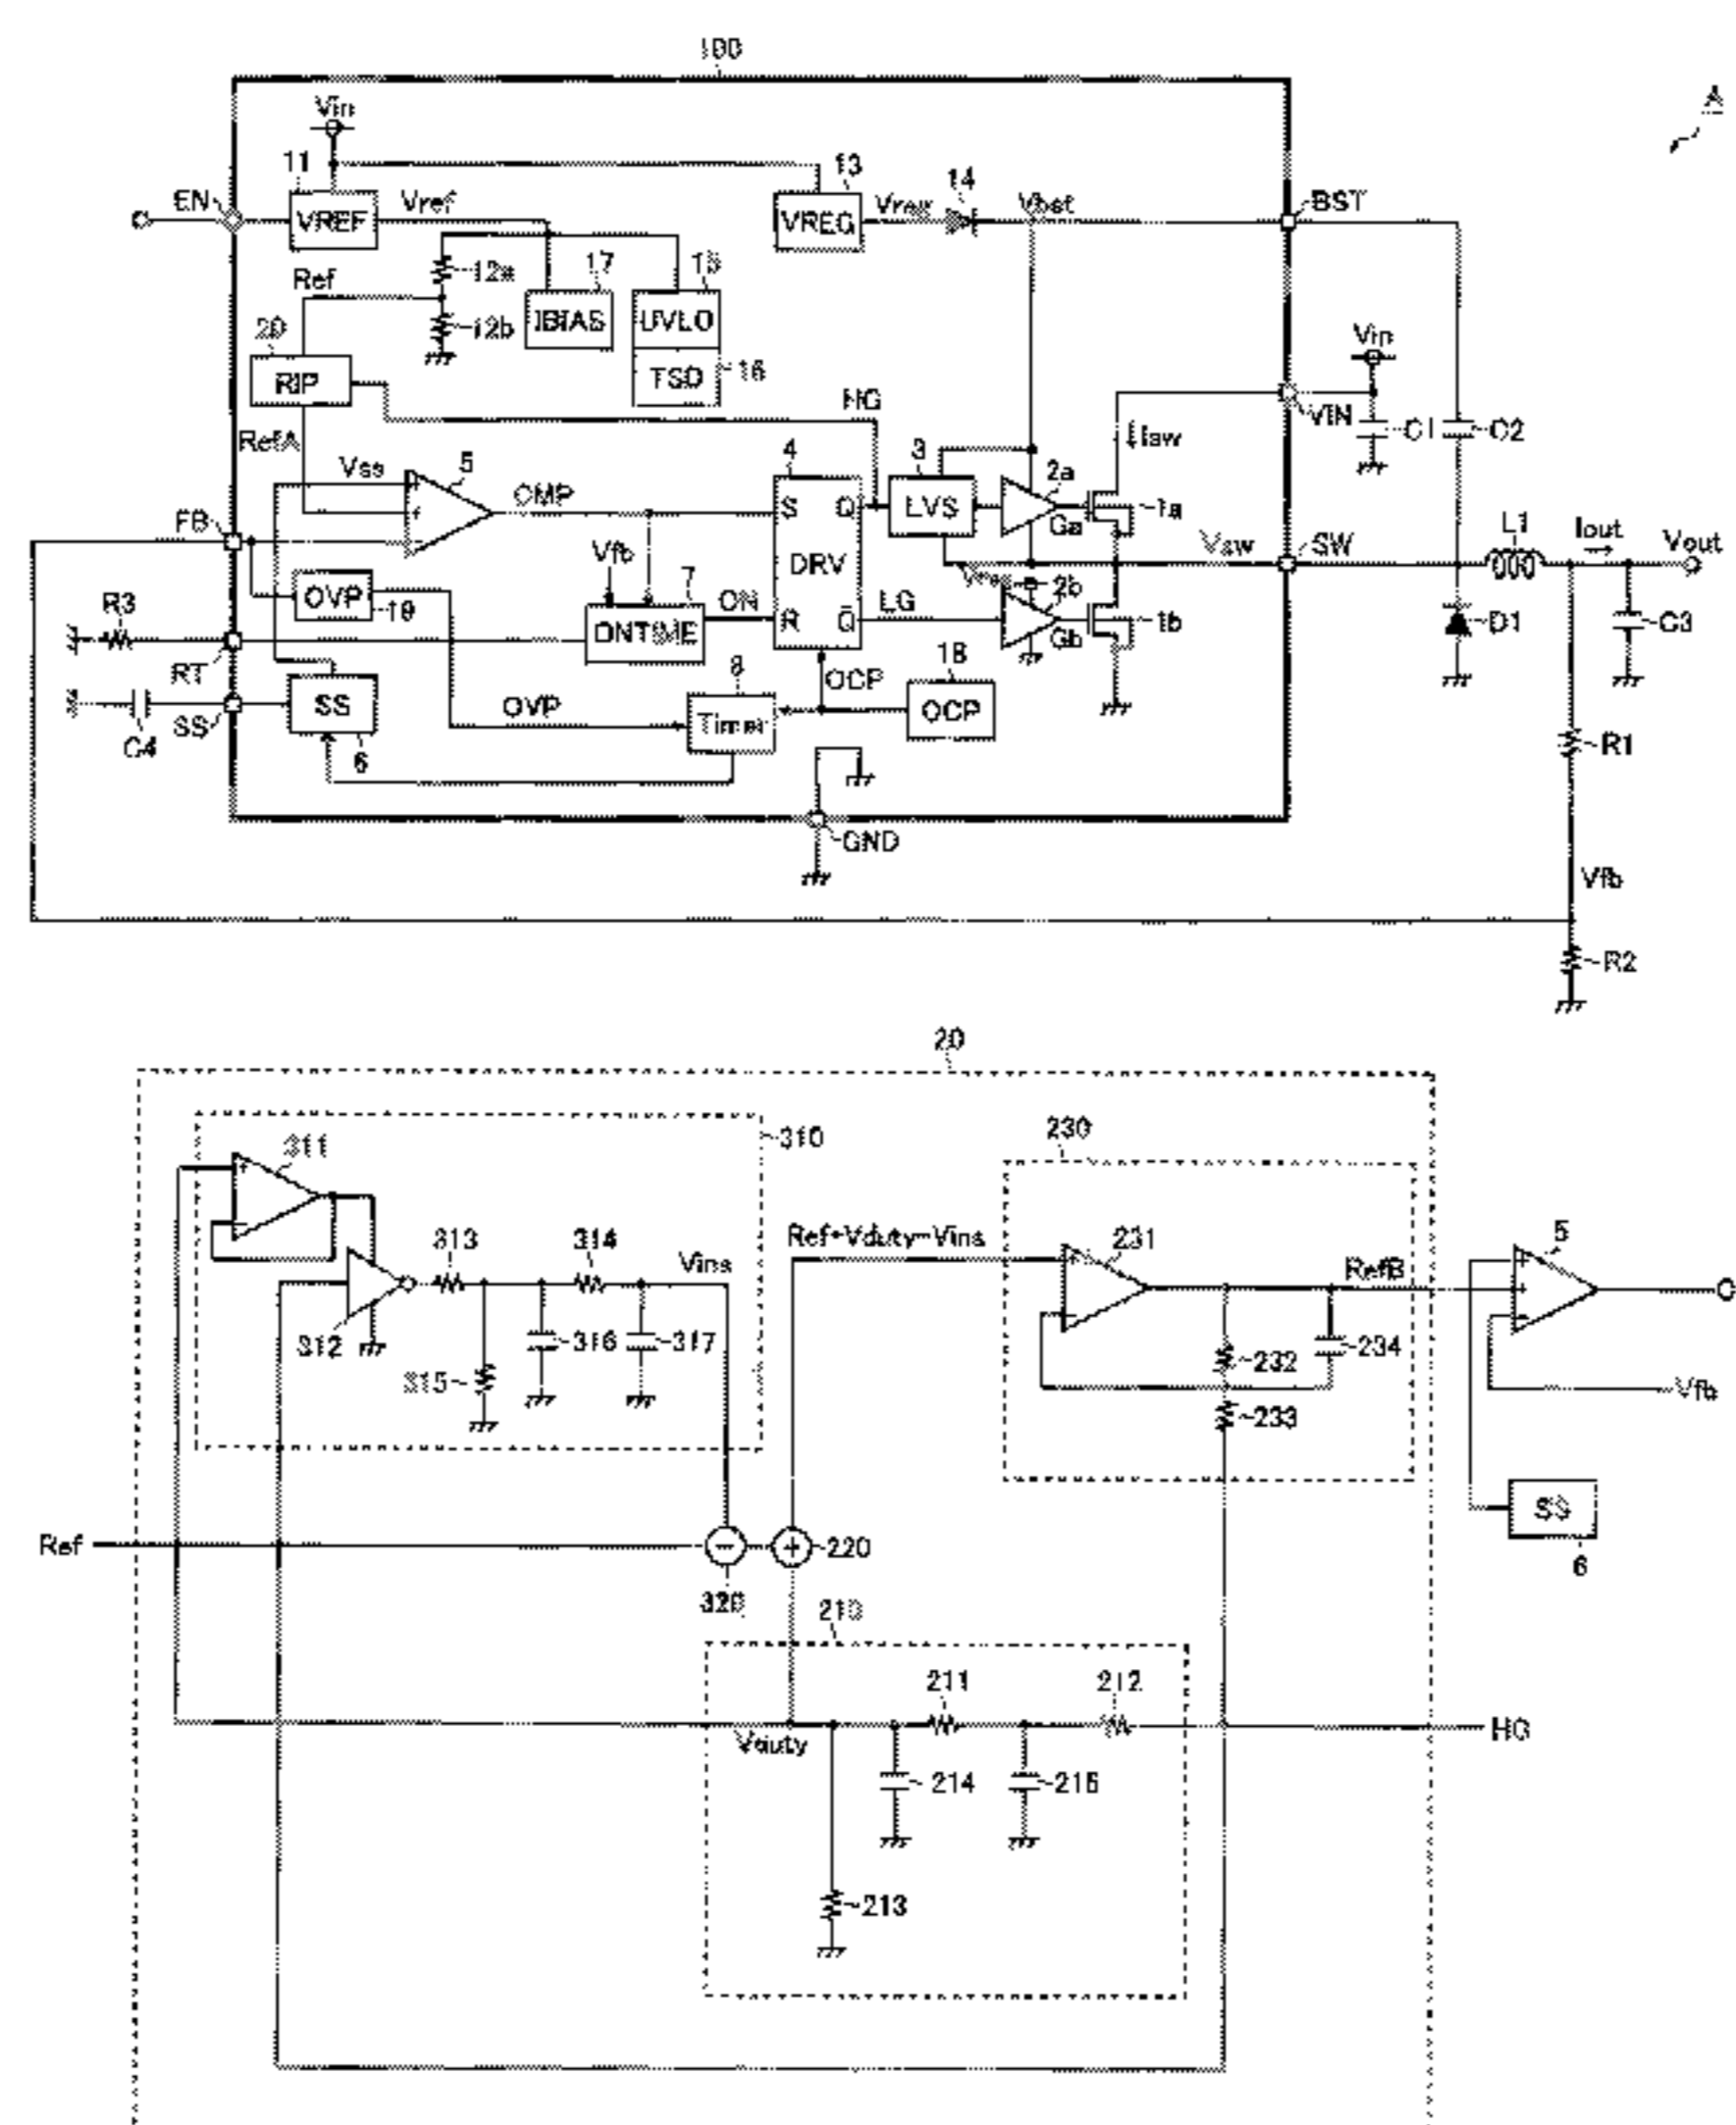 100
A
Vin
11
13
14
EN
VREF
Vref
VREG
Vreg
Vbst
BST
Ref
12a
17
15
12b
IBIAS
UVLO
20
RIP
TSD
16
HG
Vin
VIN
C1
C2
RefA
Vss
5
CMP
4
3
Isw
2a
S
Q
LVS
Ga
1a
FB
Vfb
DRV
Vsw
SW
L1
Iout
Vout
OVP
19
7
ON
LG
Vreg
2b
R3
ONTIME
R
Q
Gb
1b
D1
C3
RT
8
OCP
18
SS
SS
OVP
Timer
OCP
C4
6
R1
GND
Vfb
R2
20
311
310
230
313
314
Vins
Ref+Vduty-Vins
231
5
RefB
312
316
317
232
234
315
233
Vfb
SS
Ref
-
+
220
6
320
210
211
212
Vduty
HG
214
215
213